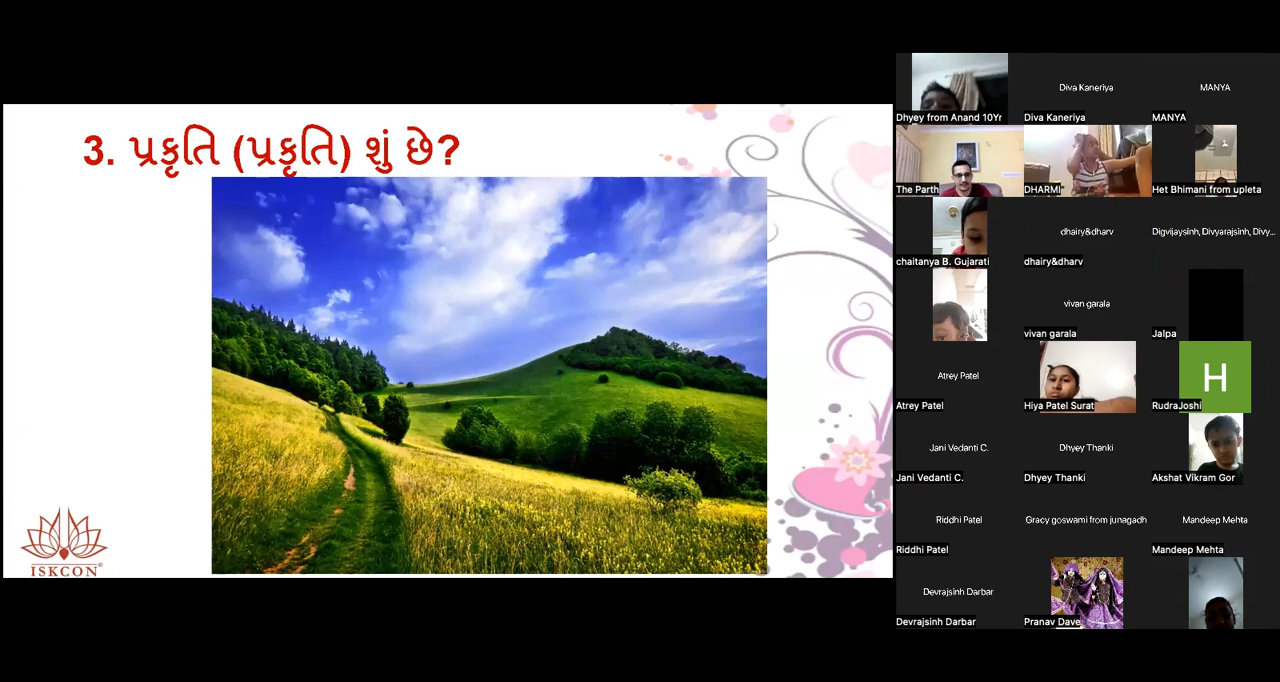 3. પ્રકૃતિ (પ્રકૃતિ) શું છે?
ISKCON®
Dhyey from Anand 10Yr
Diva Kaneriya
Diva Kaneriya
MANYA
MANYA
The Parth
DHARMI
Het Bhimani from upleta
chaitanya B. Gujarati
dhairy&dharv
dhairy&dharv
Digvijaysinh, Divyarajsinh, Divy...
vivan garala
vivan garala
Jalpa
Atrey Patel
Atrey Patel
Hiya Patel Surat
H
RudraJoshi
Jani Vedanti C.
Jani Vedanti C.
Dhyey Thanki
Dhyey Thanki
Akshat Vikram Gor
Riddhi Patel
Riddhi Patel
Gracy goswami from junagadh
Mandeep Mehta
Mandeep Mehta
Devrajsinh Darbar
Devrajsinh Darbar
Pranav Dave